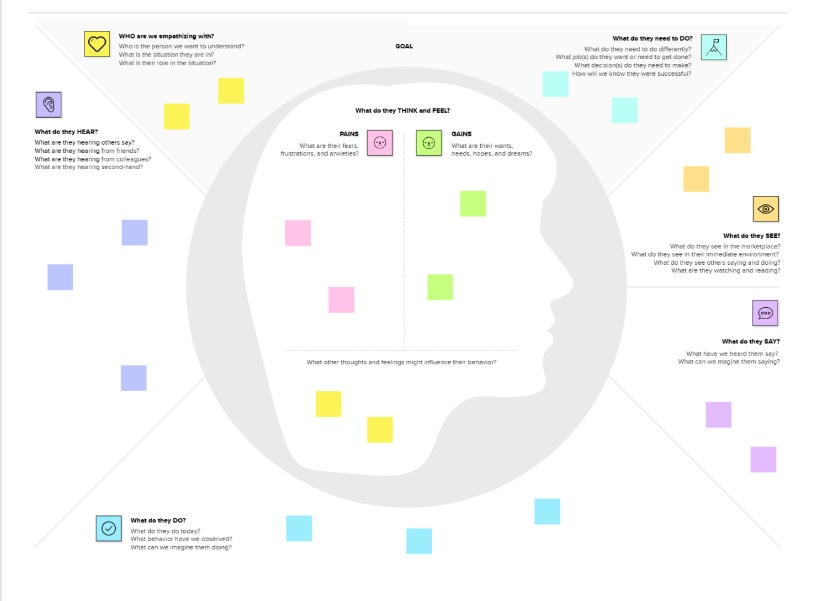 WHO are we empathizing with?
Who is the person we want to understand?
What is the situation they are in?
What is their role in the situation?
GOAL
What do they need to DO?
What do they need to do differently?
What job(s) do they want or need to get done?
What decision(s) do they need to make?
How will we know they were successful?
What do they HEAR?
What are they hearing others say?
What are they hearing from friends?
What are they hearing from colleagues?
What are they hearing second-hand?
What do they THINK and FEEL?
PAINS
What are their fears,
frustrations, and anxieties?
GAINS
What are their wants,
needs, hopes, and dreams?
What do they SEE?
What do they see in the marketplace?
What do they see in their immediate environment?
What do they see others saying and doing?
What are they watching and reading?
What do they SAY?
What have we heard them say?
What can we magine them saying?
What other thoughts and feelings might influence their behavior?
What do they DO?
What do they do today?
What behavior have we observed?
What can we imagine them doing?